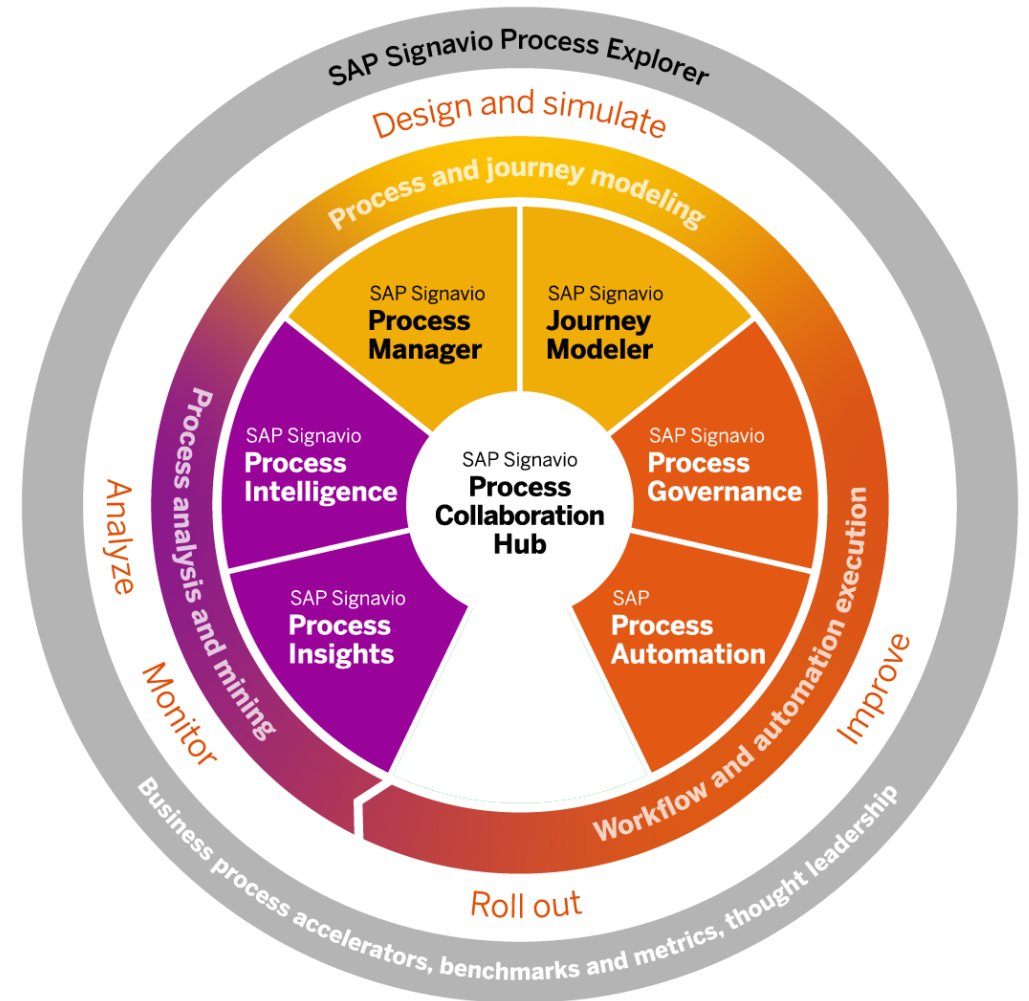 SAP Signavio Process Explorer
Design and simulate
Process and journey modeling
SAP Signavio
Process
Manager
SAP Signavio
Journey
Modeler
SAP Signavio
Process
Intelligence
SAP Signavio
Process
Collaboration
Hub
SAP Signavio
Process
Governance
SAP Signavio
Process
Insights
SAP
Process
Automation
Process analysis and mining
Workflow and automation execution
Analyze
Monitor
Improve
Roll out
Business process accelerators, benchmarks and metrics, thought leadership